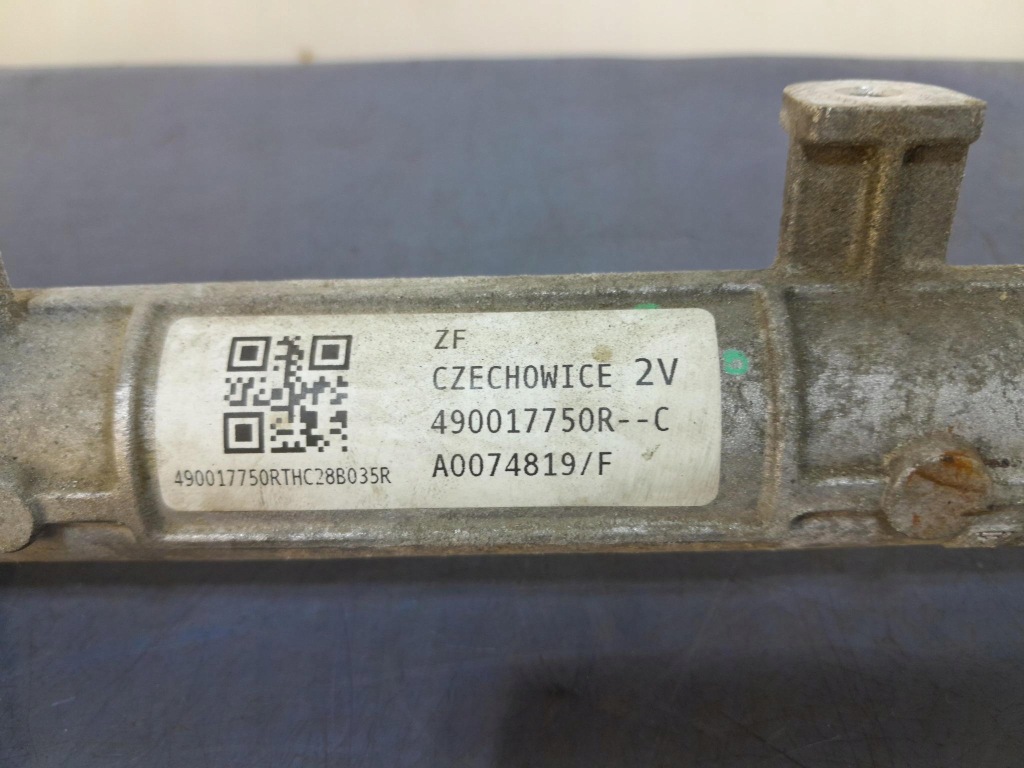 ZF
CZECHOWICE 2V
490017750R--C
A0074819/F
490017750RTHC28B035R